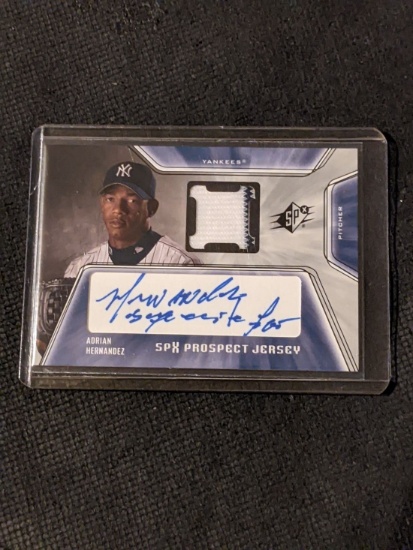 YANKEES®
SPX
PITCHER
ADRIAN
HERNANDEZ
SPX PROSPECT JERSEY